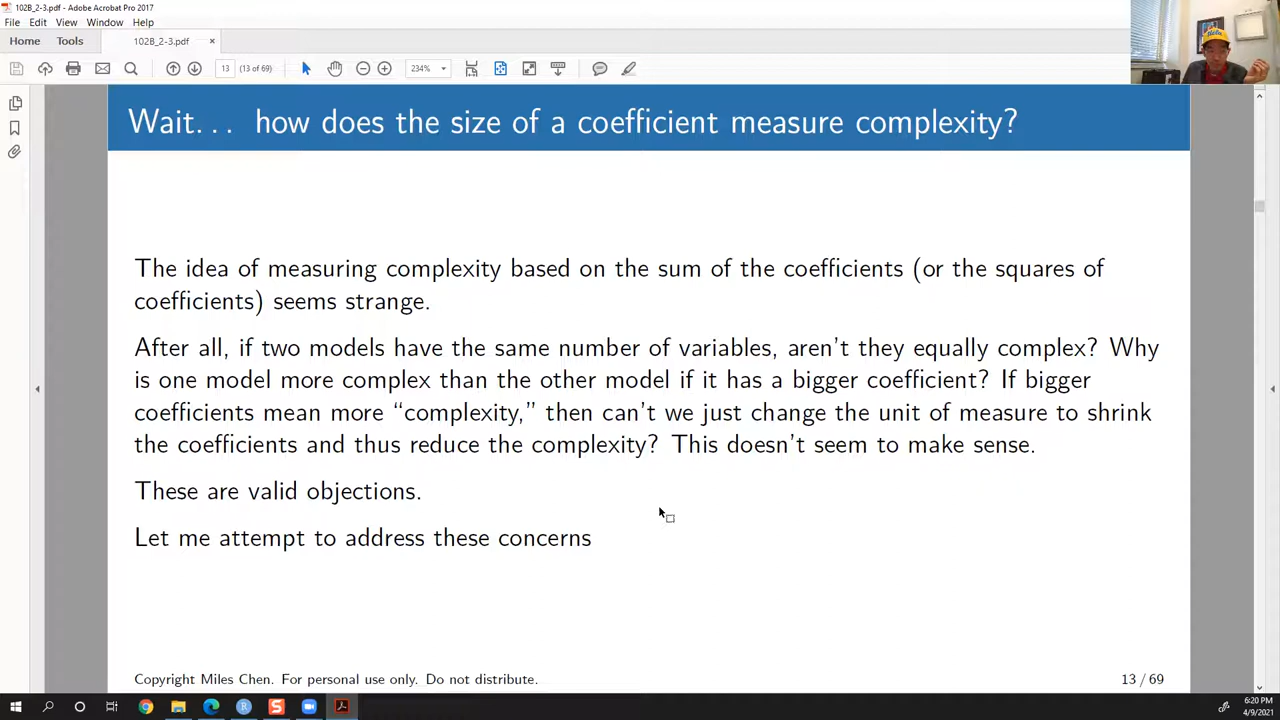 102B_2-3.pdf - Adobe Acrobat Pro 2017
File Edit View Window Help
Home Tools 102B_2-3.pdf ×
13 (13 of 69) 234%
Wait... how does the size of a coefficient measure complexity?
The idea of measuring complexity based on the sum of the coefficients (or the squares of
coefficients) seems strange.
After all, if two models have the same number of variables, aren't they equally complex? Why
is one model more complex than the other model if it has a bigger coefficient? If bigger
coefficients mean more “complexity,” then can't we just change the unit of measure to shrink
the coefficients and thus reduce the complexity? This doesn't seem to make sense.
These are valid objections.
Let me attempt to address these concerns
Copyright Miles Chen. For personal use only. Do not distribute. 13 / 69
6:20 PM
4/9/2021